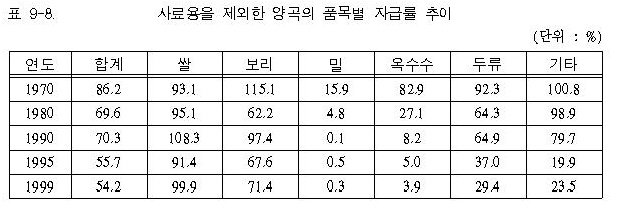 표 9-8. 사료용을 제외한 양곡의 품목별 자급률 추이
(단위 : %)
연도 합계 쌀 보리 밀 옥수수 두류 기타
1970 86.2 93.1 115.1 15.9 82.9 92.3 100.8
1980 69.6 95.1 62.2 4.8 27.1 64.3 98.9
1990 70.3 108.3 97.4 0.1 8.2 64.9 79.7
1995 55.7 91.4 67.6 0.5 5.0 37.0 19.9
1999 54.2 99.9 71.4 0.3 3.9 29.4 23.5